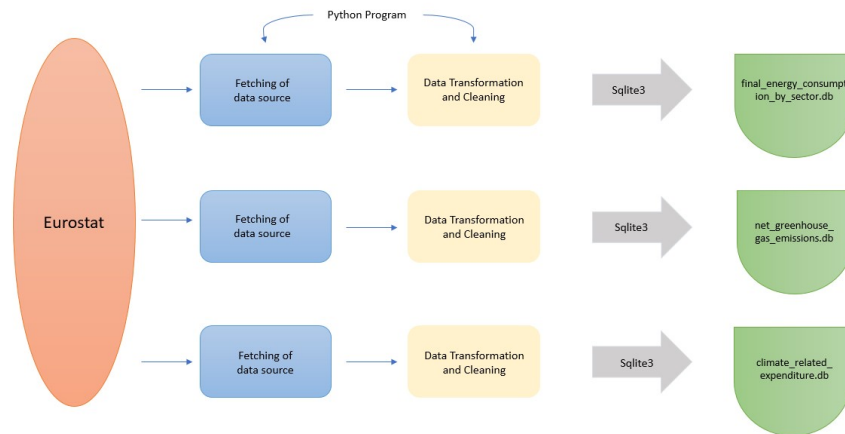 Python Program
Eurostat
Fetching of
data source
Data Transformation
and Cleaning
Sqlite3
final_energy_consumpt
ion_by_sector.db
Fetching of
data source
Data Transformation
and Cleaning
Sqlite3
net_greenhouse_
gas_emissions.db
Fetching of
data source
Data Transformation
and Cleaning
Sqlite3
climate_related_
expenditure.db